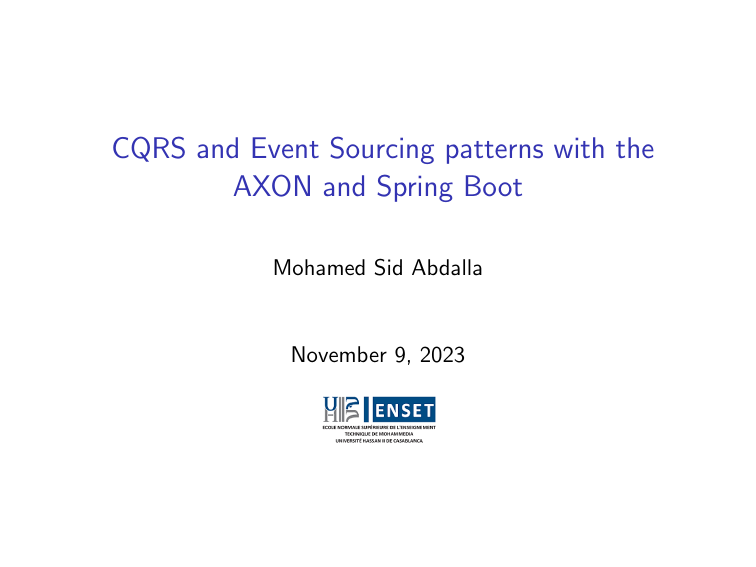 CQRS and Event Sourcing patterns with the
AXON and Spring Boot
Mohamed Sid Abdalla
November 9, 2023
ENSET
ECOLE NORMALE SUPÉRIEURE DE L'ENSEIGNEMENT
TECHNIQUE DE MOHAMMEDIA
UNIVERSITÉ HASSAN II DE CASABLANCA